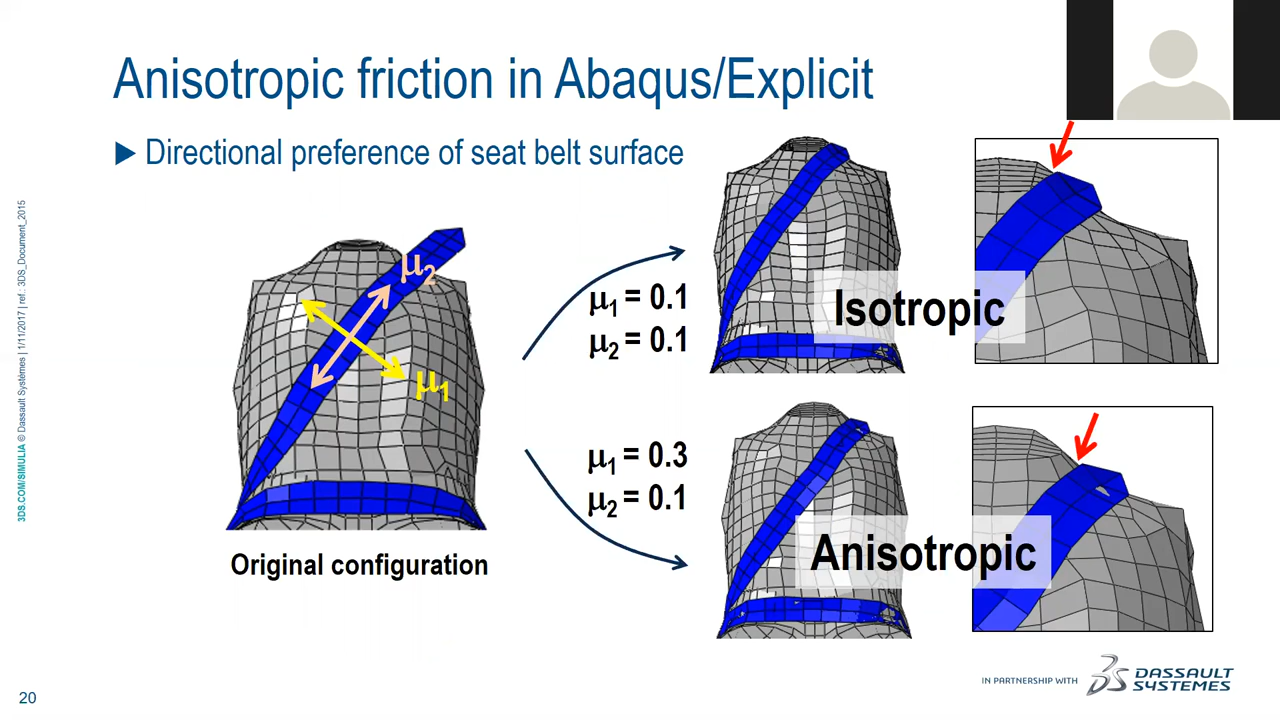 Anisotropic friction in Abaqus/Explicit
Directional preference of seat belt surface
3DS.COM/SIMULIA © Dassault Systèmes | 1/11/2017 | ref.: 3DS_Document_2015
μ2
μ1
Original configuration
μ1 = 0.1
μ2 = 0.1
Isotropic
μ1 = 0.3
μ2 = 0.1
Anisotropic
20
IN PARTNERSHIP WITH
DASSAULT
SYSTEMES